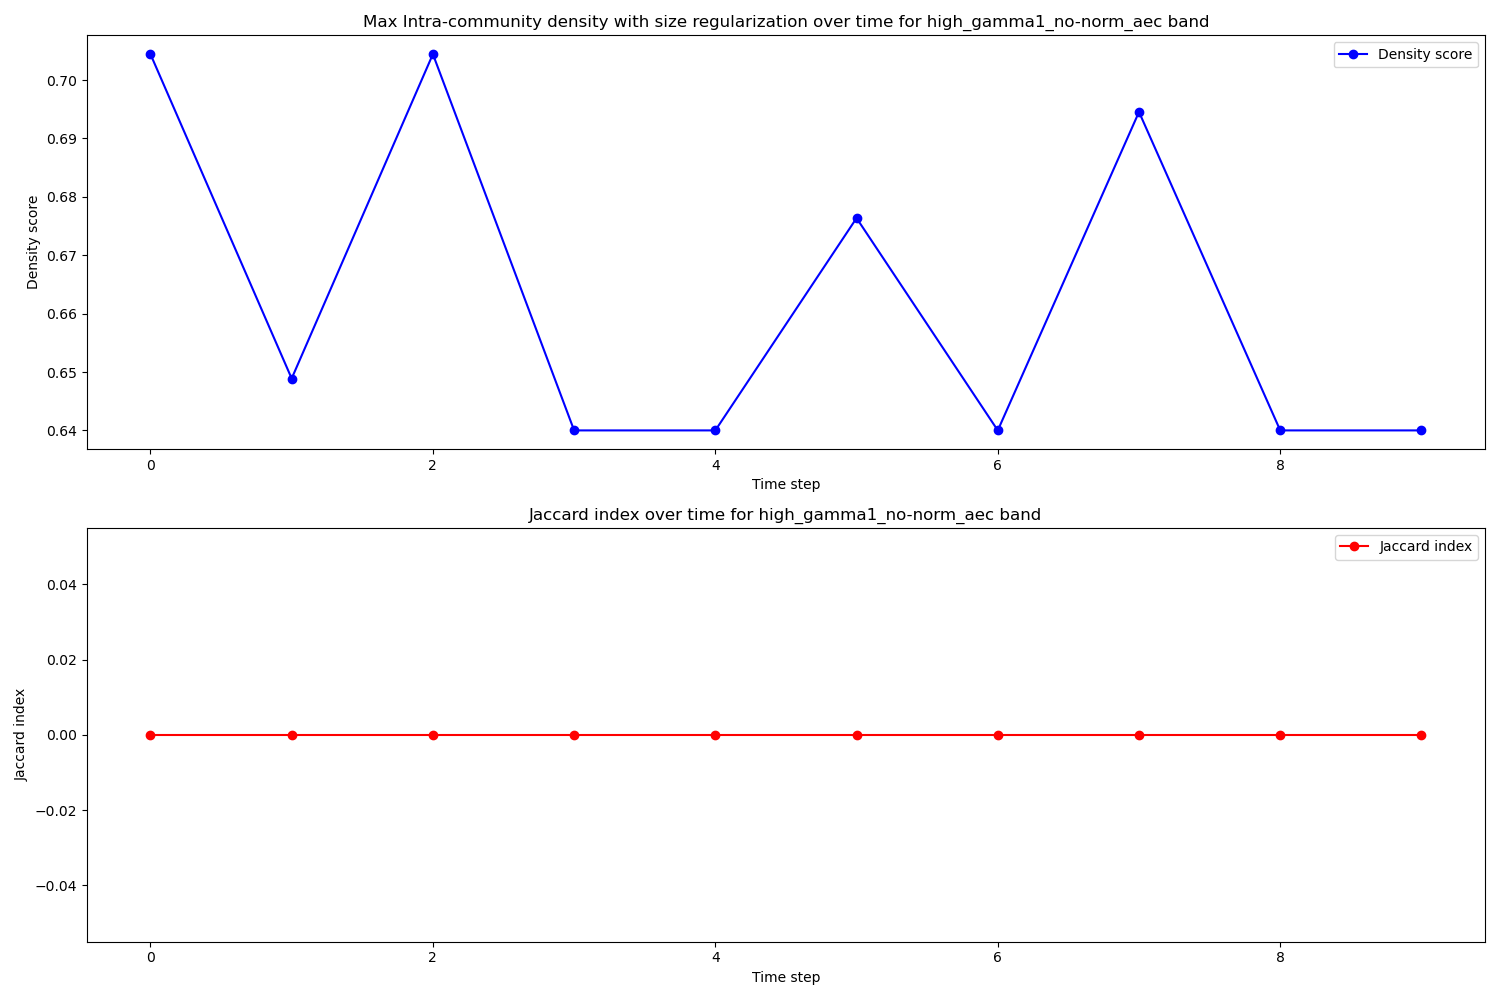 Max Intra-community density with size regularization over time for high_gamma1_no-norm_aec band
Density score
0.70
0.69
0.68
0.67
0.66
0.65
0.64
Density score
0 2 4 6 8
Time step
Jaccard index over time for high_gamma1_no-norm_aec band
Jaccard index
0.04
0.02
0.00
−0.02
−0.04
Jaccard index
0 2 4 6 8
Time step